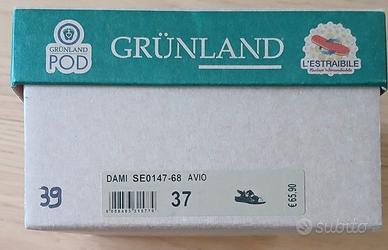 GRÜNLAND
POD
GRÜNLAND
L'ESTRAIBILE
DAMI SE0147-68 AVIO
37
€ 65,90
39
subito